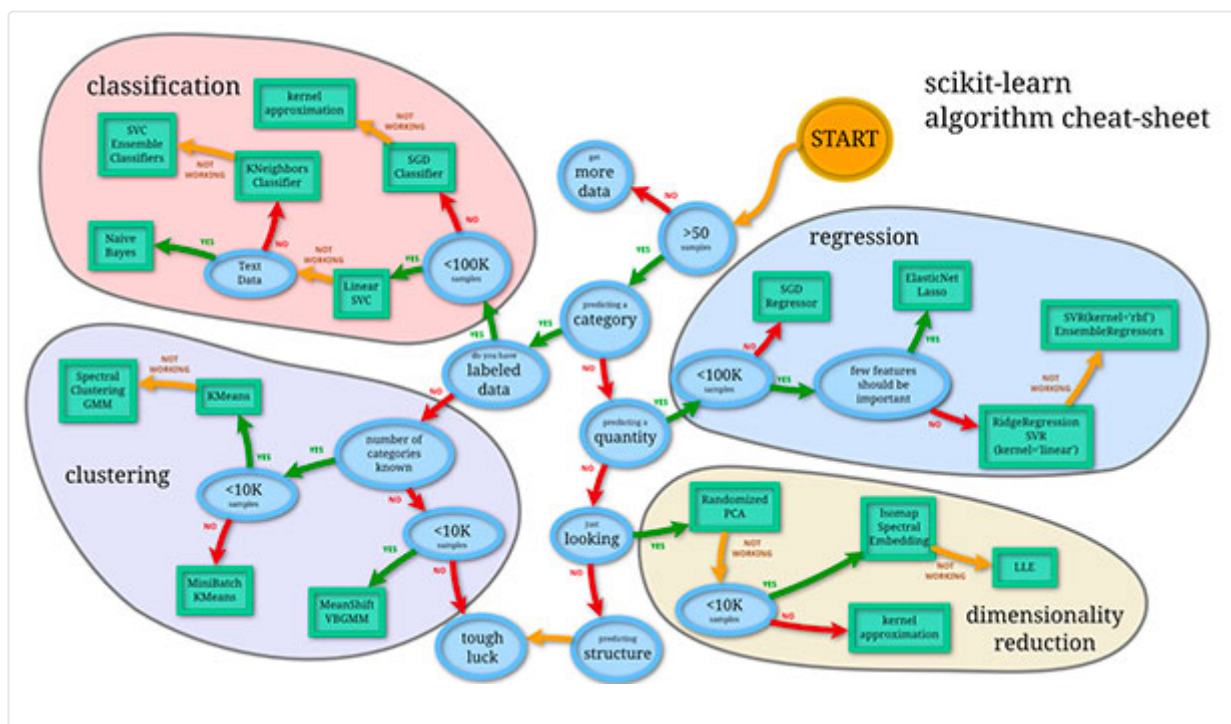 classification
kernel
approximation
NOT
WORKING
SVC
Ensemble
Classifiers
NOT
WORKING
KNeighbors
Classifier
SGD
Classifier
NO
Naive
Bayes
YES
NO
Text
Data
NOT
WORKING
Linear
SVC
YES
<100K
samples
YES
scikit-learn
algorithm cheat-sheet
START
get
more
data
NO
>50
samples
YES
predicting a
category
YES
NO
do you have
labeled
data
NO
predicting a
quantity
YES
NO
just
looking
YES
NO
predicting
structure
tough
luck
regression
SGD
Regressor
NO
<100K
samples
YES
ElasticNet
Lasso
YES
few features
should be
important
NO
SVR(kernel='rbf')
EnsembleRegressors
NOT
WORKING
RidgeRegression
SVR
(kernel='linear')
clustering
Spectral
Clustering
GMM
NOT
WORKING
KMeans
YES
number of
categories
known
YES
NO
<10K
samples
NO
MiniBatch
KMeans
<10K
samples
YES
NO
MeanShift
VBGMM
Randomized
PCA
NOT
WORKING
<10K
samples
YES
NO
Isomap
Spectral
Embedding
NOT
WORKING
LLE
kernel
approximation
dimensionality
reduction